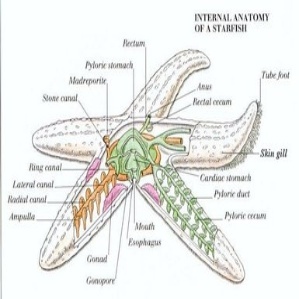 INTERNAL ANATOMY
OF A STARFISH
Rectum
Pyloric stomach
Madreporite
Stone canal
Tube foot
Anus
Rectal cecum
Skin gill
Ring canal
Lateral canal
Radial canal
Ampulla
Cardiac stomach
Pyloric duct
Pyloric cecum
Mouth
Esophagus
Gonad
Gonopore